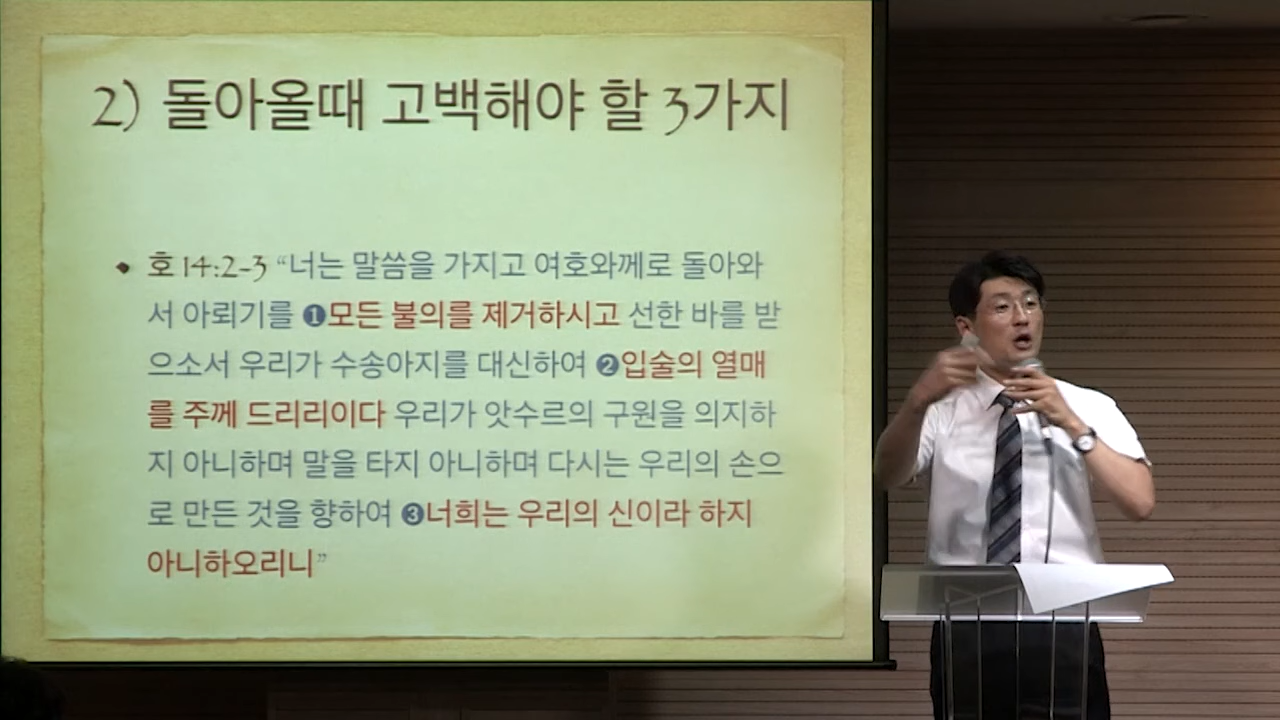 2) 돌아올때 고백해야 할 3가지
호 14:2-3 “너는 말씀을 가지고 여호와께로 돌아와
서 아뢰기를 ❶모든 불의를 제거하시고 선한 바를 받
으소서 우리가 수송아지를 대신하여 ❷입술의 열매
를 주께 드리리이다 우리가 앗수르의 구원을 의지하
지 아니하며 말을 타지 아니하며 다시는 우리의 손으
로 만든 것을 향하여 ❸너희는 우리의 신이라 하지
아니하오리니”